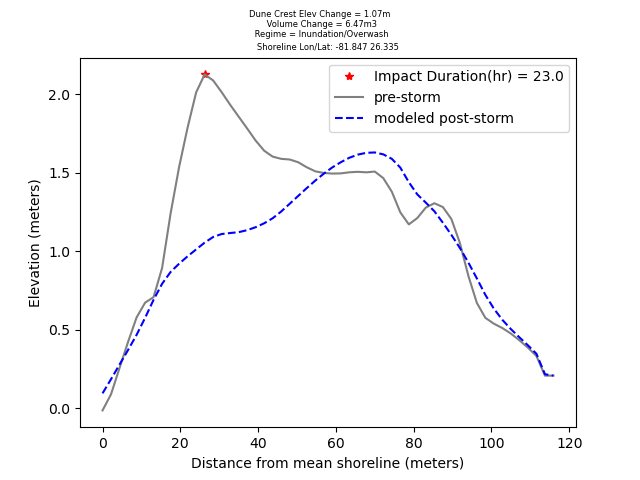 Dune Crest Elev Change = 1.07m
Volume Change = 6.47m3
Regime = Inundation/Overwash
Shoreline Lon/Lat: -81.847 26.335
Impact Duration(hr) = 23.0
pre-storm
modeled post-storm
Elevation (meters)
2.0
1.5
1.0
0.5
0.0
0 20 40 60 80 100 120
Distance from mean shoreline (meters)